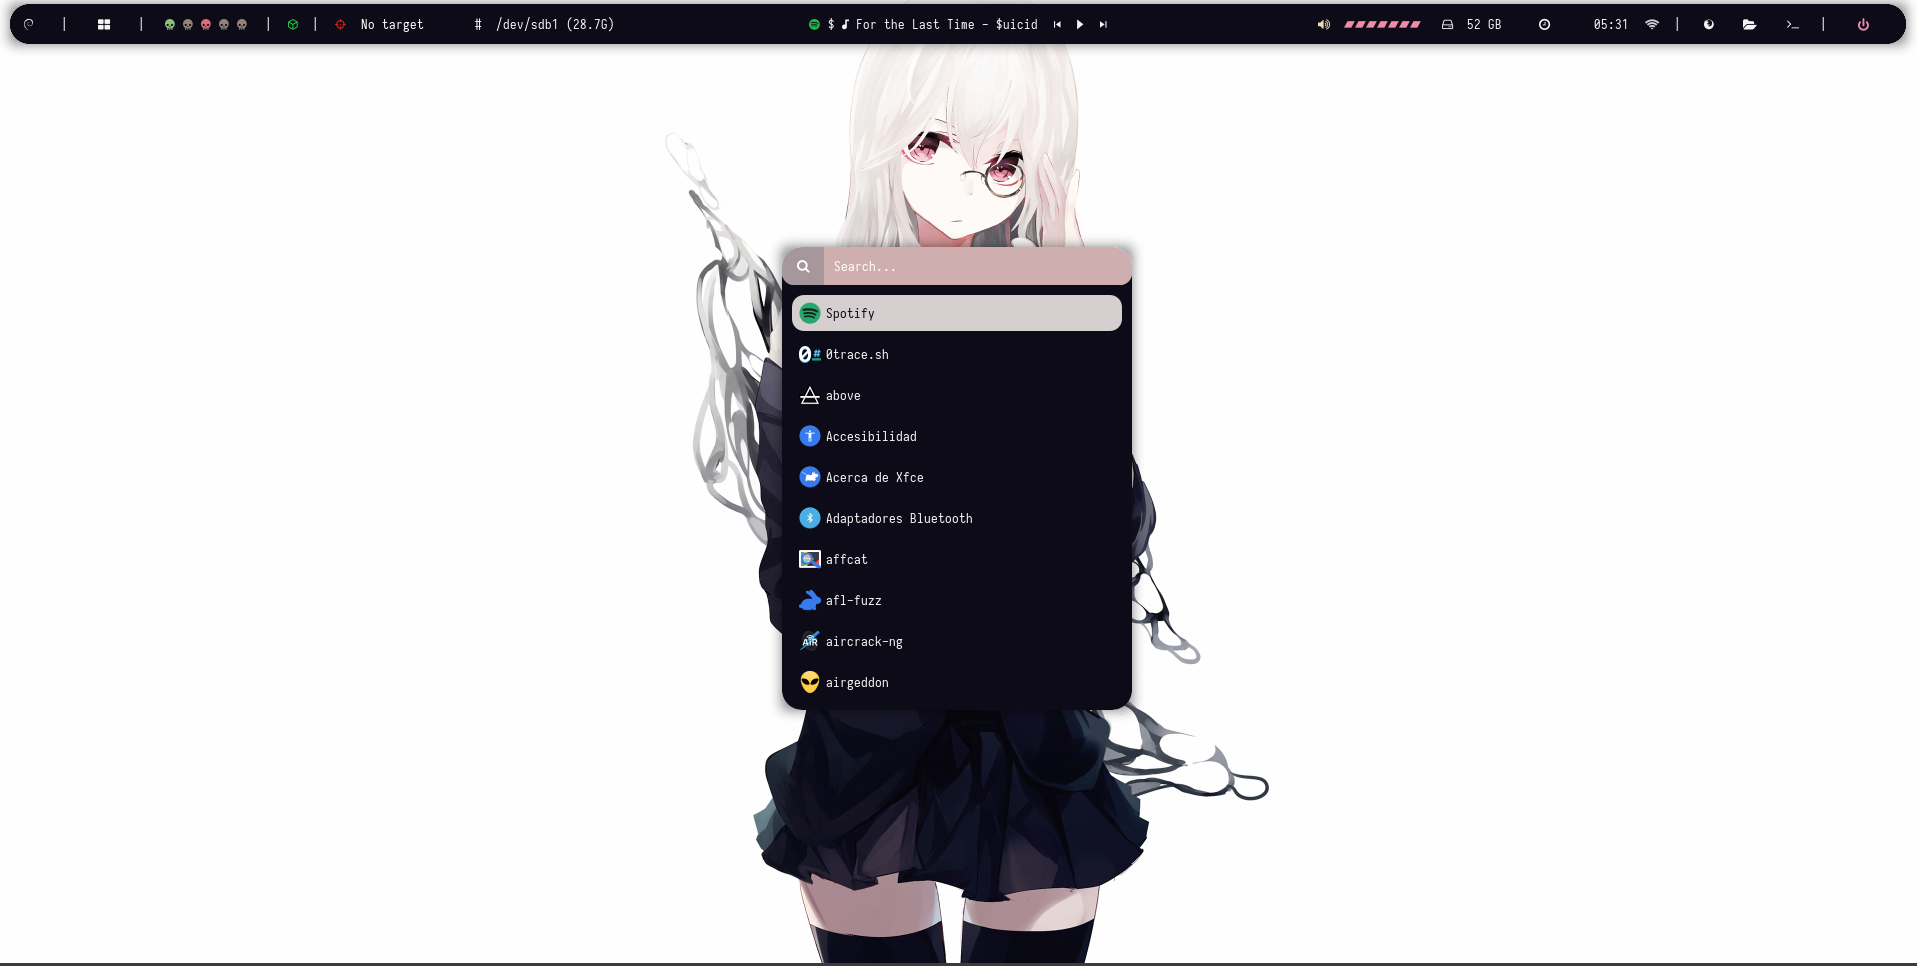 No target # /dev/sdb1 (28.7G) $ For the Last Time - $uicid 52 GB 05:31
Search...
Spotify
0trace.sh
above
Accesibilidad
Acerca de Xfce
Adaptadores Bluetooth
affcat
afl-fuzz
AIR aircrack-ng
airgeddon